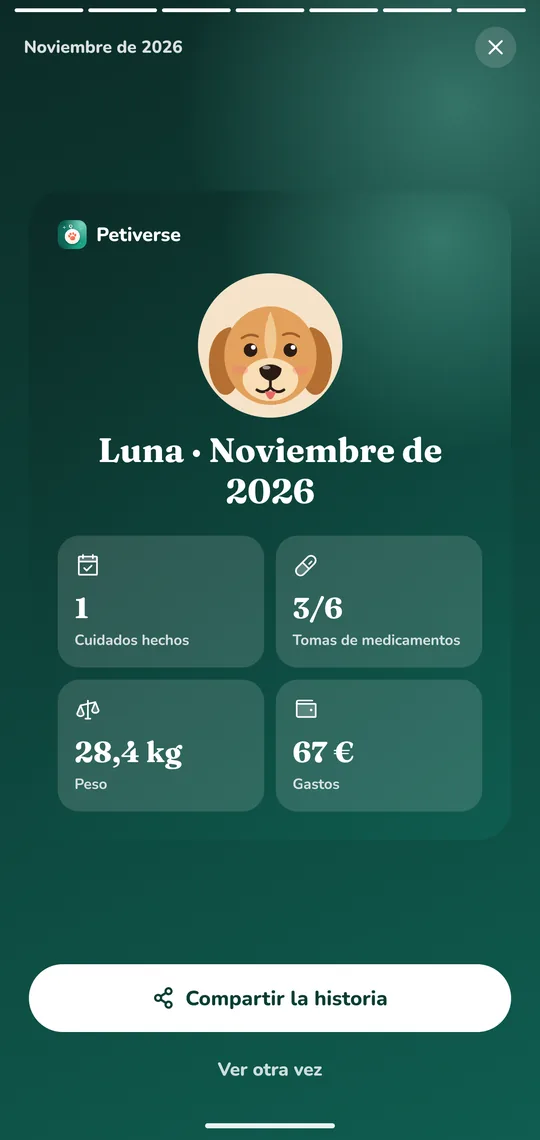 Noviembre de 2026
Petiverse
Luna • Noviembre de
2026
1
Cuidados hechos
3/6
Tomas de medicamentos
28,4 kg
Peso
67 €
Gastos
Compartir la historia
Ver otra vez